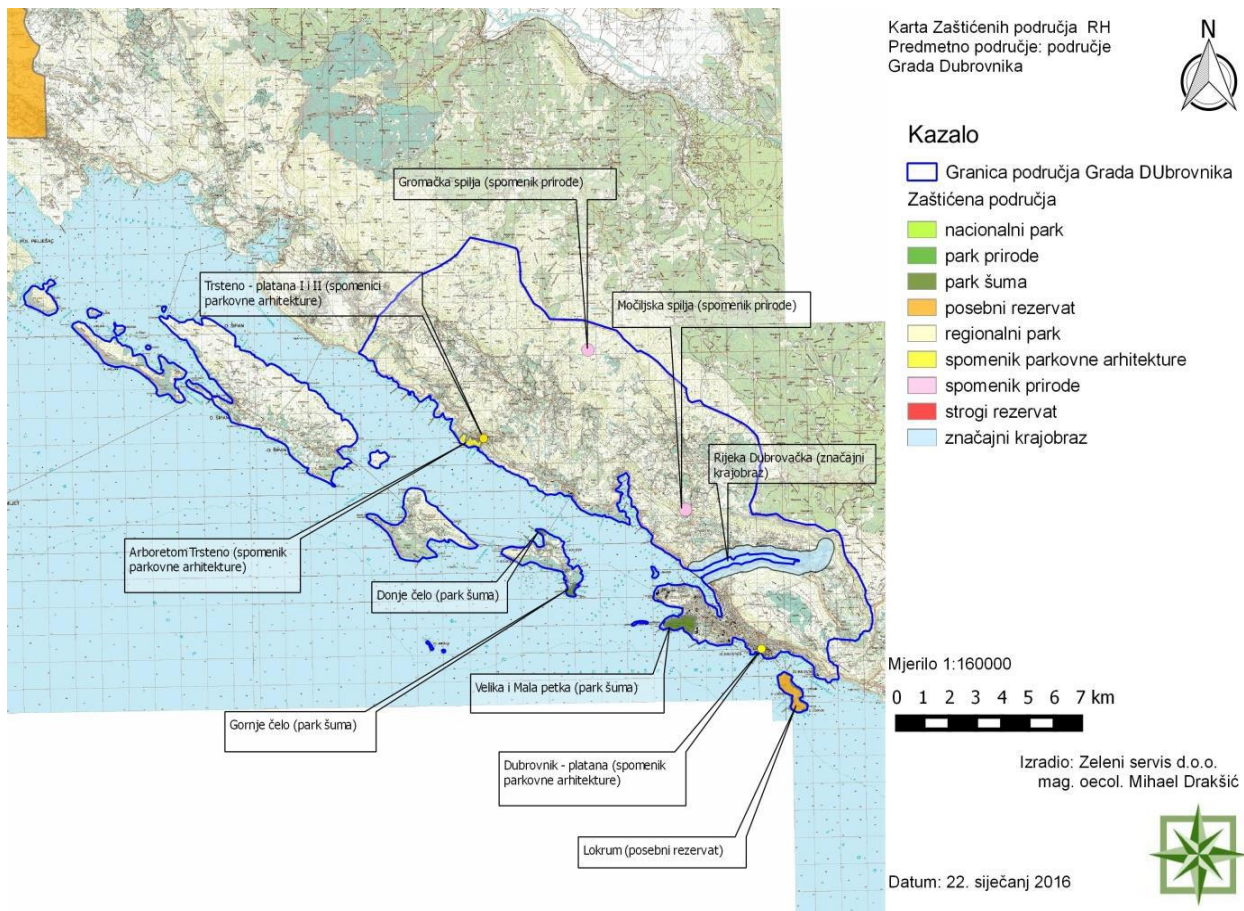 Karta Zaštićenih područja RH
Predmetno područje: područje
Grada Dubrovnika
N
Kazalo
Granica područja Grada DUbrovnika
Zaštićena područja
nacionalni park
park prirode
park šuma
posebni rezervat
regionalni park
spomenik parkovne arhitekture
spomenik prirode
strogi rezervat
značajni krajobraz
Gromačka spilja (spomenik prirode)
Trsteno - platana I i II (spomenici
parkovne arhitekture)
Močiljska spilja (spomenik prirode)
Rijeka Dubrovačka (značajni
krajobraz)
Arboretom Trsteno (spomenik
parkovne arhitekture)
Donje čelo (park šuma)
Velika i Mala petka (park šuma)
Gornje čelo (park šuma)
Dubrovnik - platana (spomenik
parkovne arhitekture)
Lokrum (posebni rezervat)
Mjerilo 1:160000
0 1 2 3 4 5 6 7 km
Izradio: Zeleni servis d.o.o.
mag. oecol. Mihael Drakšić
Datum: 22. siječanj 2016